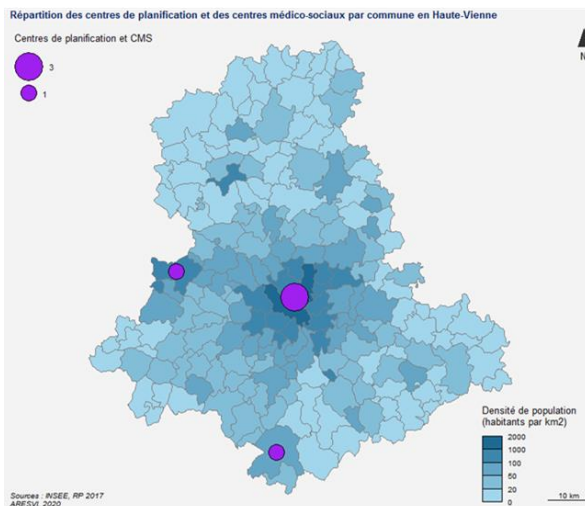 Répartition des centres de planification et des centres médico-sociaux par commune en Haute-Vienne
Centres de planification et CMS
3
1
N
Densité de population
(habitants par km2)
2000
1000
100
50
20
0
Sources : INSEE, RP 2017
ARESVI, 2020
10 km